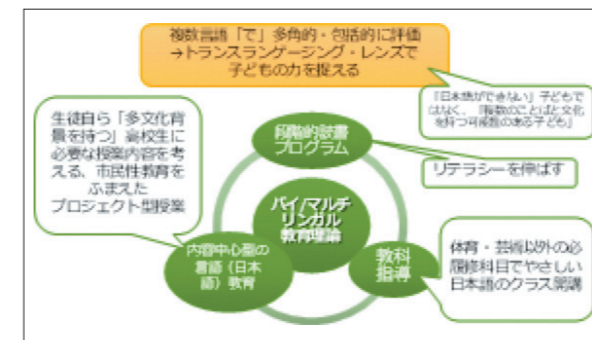 複数言語「で」多角的・包括的に評価
→トランスランゲージング・レンズで
子どもの力を捉える
「日本語ができない」子どもで
はなく、「複数のことばと文化
を持つ可能性のある子ども」
生徒自ら「多文化背
景を持つ」高校生に
必要な授業内容を考
える、市民性教育を
ふまえた
プロジェクト型授業
段階的読書
プログラム
リテラシーを伸ばす
バイ/マルチ
リンガル
教育理論
内容中心型の
言語（日本
語）教育
教科
指導
体育・芸術以外の必
履修科目でやさしい
日本語のクラス開講